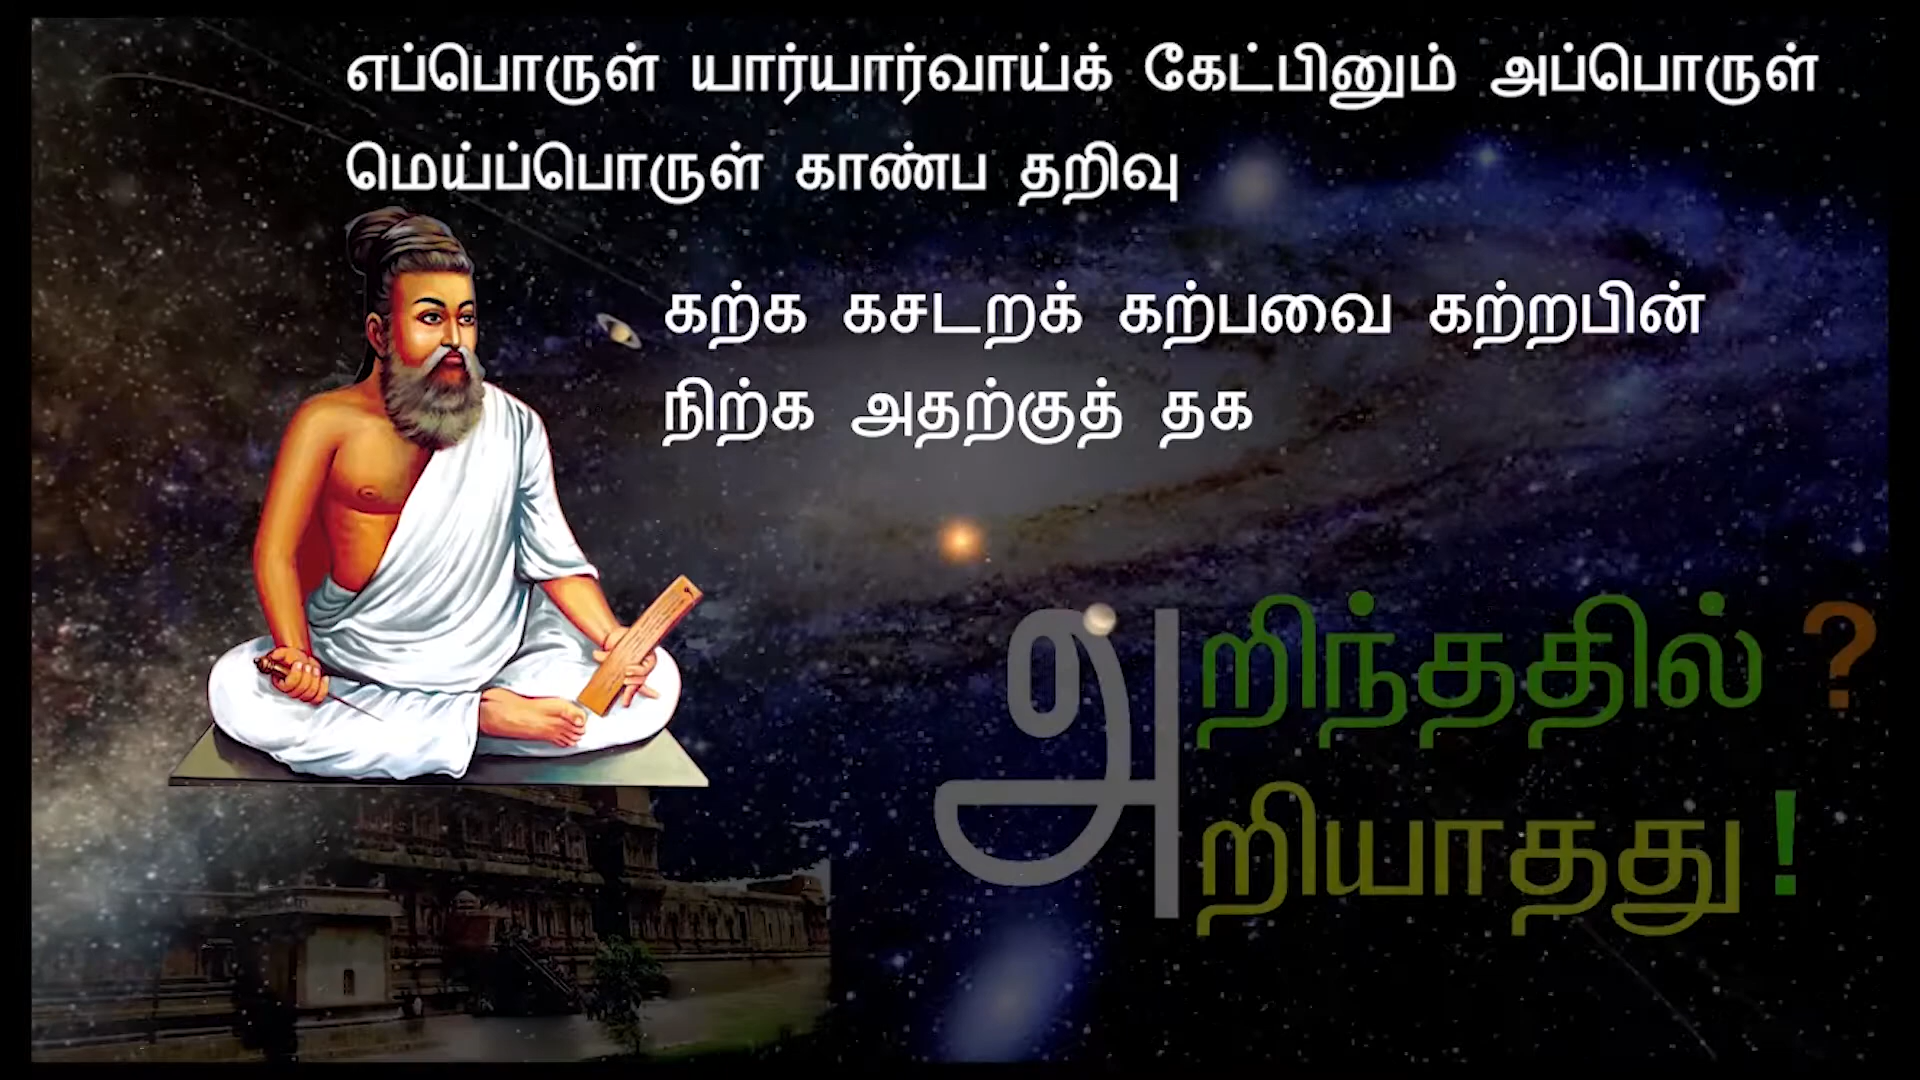 எப்பொருள் யார்யார்வாய்க் கேட்பினும் அப்பொருள்
மெய்ப்பொருள் காண்ப தறிவு
கற்க கசடறக் கற்பவை கற்றபின்
நிற்க அதற்குத் தக
அறிந்ததில் ?
அறியாதது !